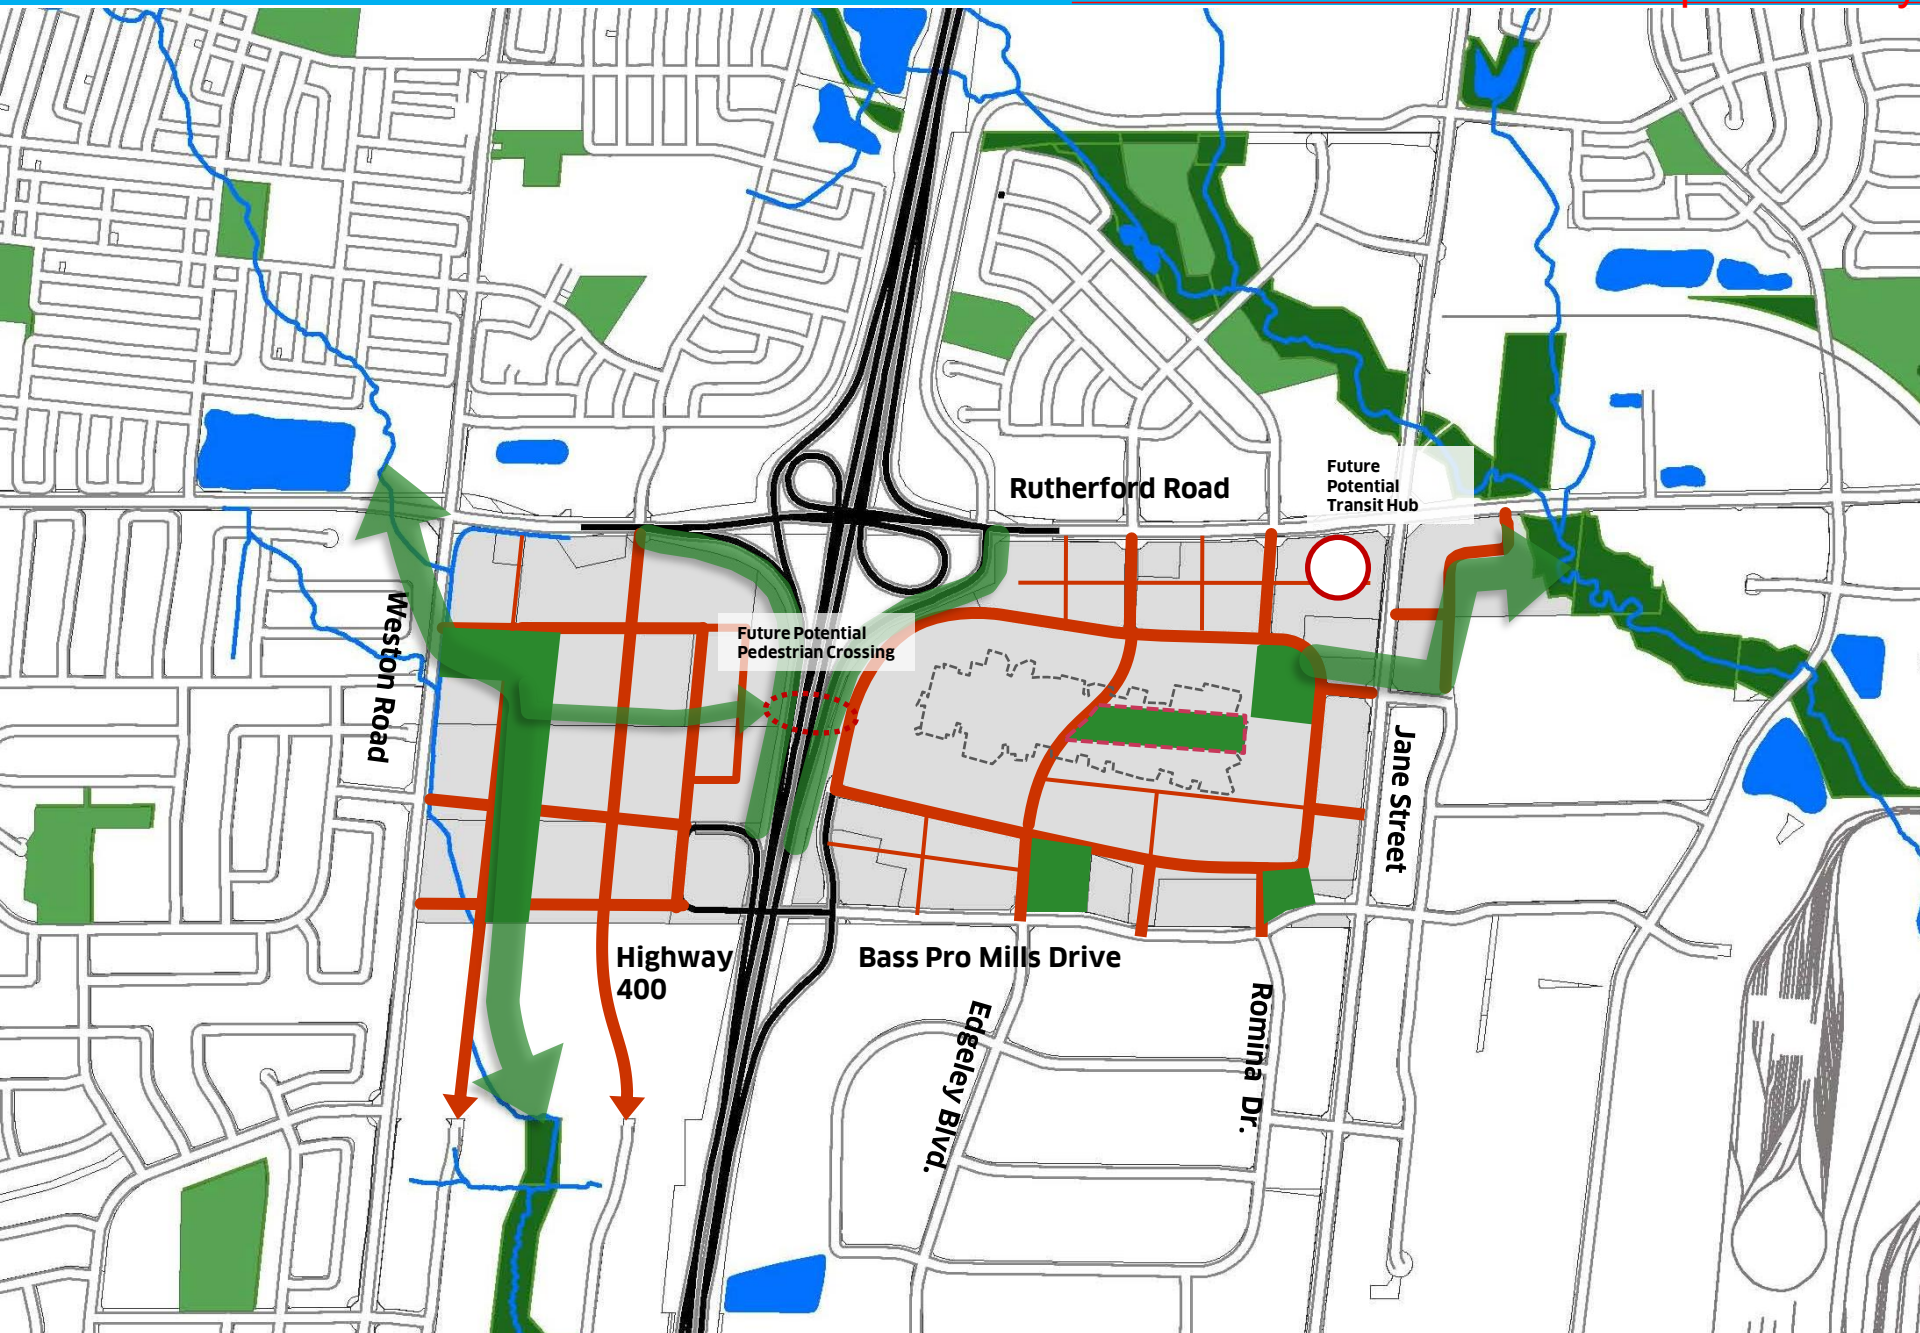 Rutherford Road
Future
Potential
Transit Hub
Weston Road
Future Potential
Pedestrian Crossing
Jane Street
Highway
400
Bass Pro Mills Drive
Edgeley Blvd.
Romina Dr.